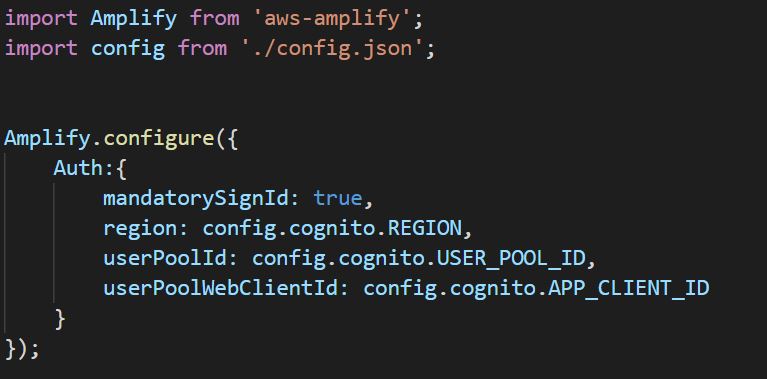 import Amplify from 'aws-amplify';
import config from './config.json';
Amplify.configure({
Auth:{
mandatorySignId: true,
region: config.cognito.REGION,
userPoolId: config.cognito.USER_POOL_ID,
userPoolWebClientId: config.cognito.APP_CLIENT_ID
}
});